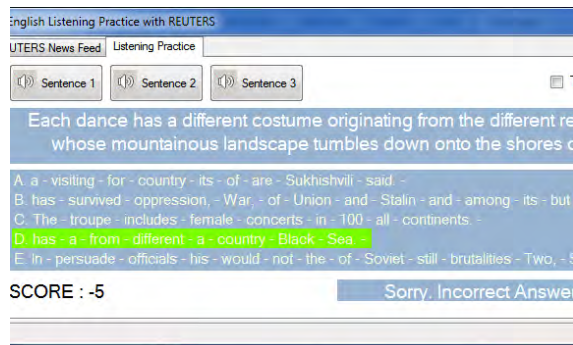 English Listening Practice with REUTERS
UTERS News Feed Listening Practice
Sentence 1 Sentence 2 Sentence 3
Each dance has a different costume originating from the different re
whose mountainous landscape tumbles down onto the shores
A. a - visiting - for - country - its - of - are - Sukhishvili - said. -
B. has - survived - oppression, - War, - of - Union - and - Stalin - and - among - its - but
C. The - troupe - includes - female - concerts - in - 100 - all - continents. -
D. has - a - from - different - a - country - Black - Sea. -
E. In - persuade - officials - his - would - not - the - of - Soviet - still - brutalities - Two, -
SCORE : -5 Sorry. Incorrect Answe